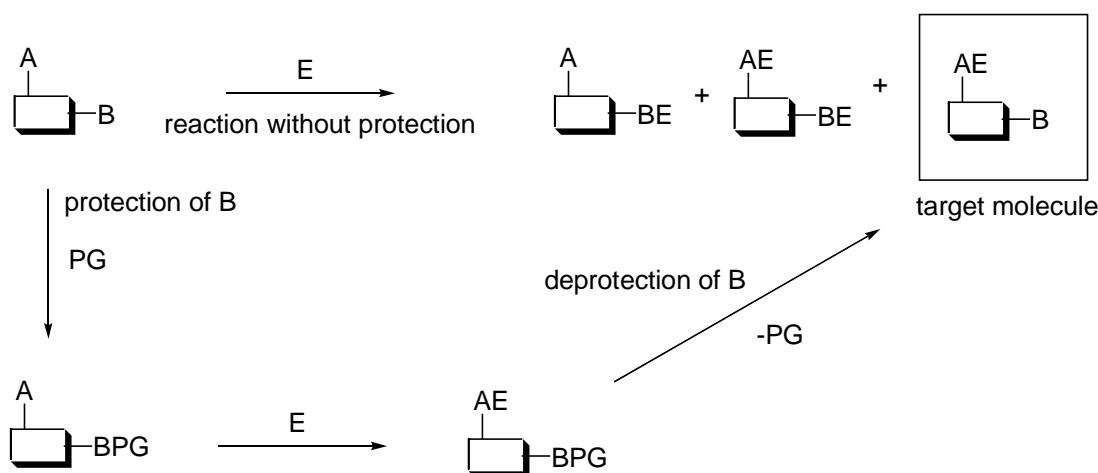 A
B
E
reaction without protection
A
BE
+
AE
BE
+
AE
B
target molecule
protection of B
PG
deprotection of B
-PG
A
BPG
E
AE
BPG